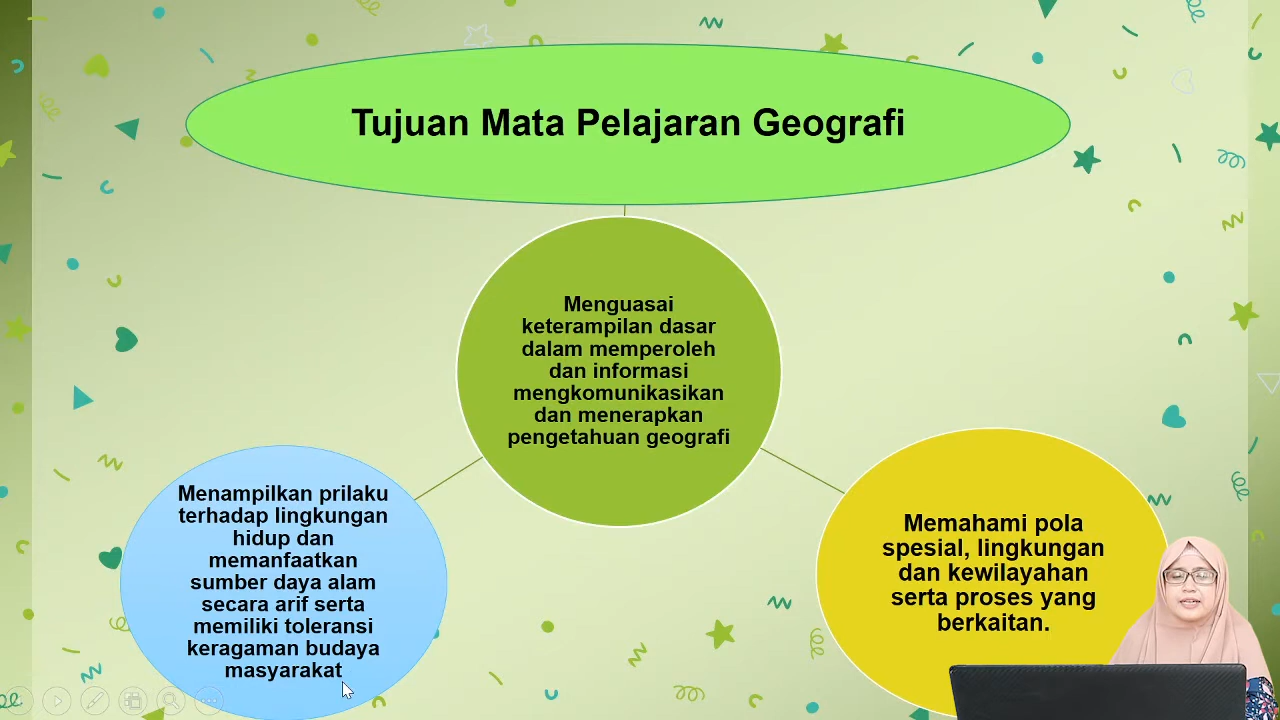 Tujuan Mata Pelajaran Geografi
Menguasai
keterampilan dasar
dalam memperoleh
dan informasi
mengkomunikasikan
dan menerapkan
pengetahuan geografi
Menampilkan prilaku
terhadap lingkungan
hidup dan
memanfaatkan
sumber daya alam
secara arif serta
memiliki toleransi
keragaman budaya
masyarakat
Memahami pola
spesial, lingkungan
dan kewilayahan
serta proses yang
berkaitan.